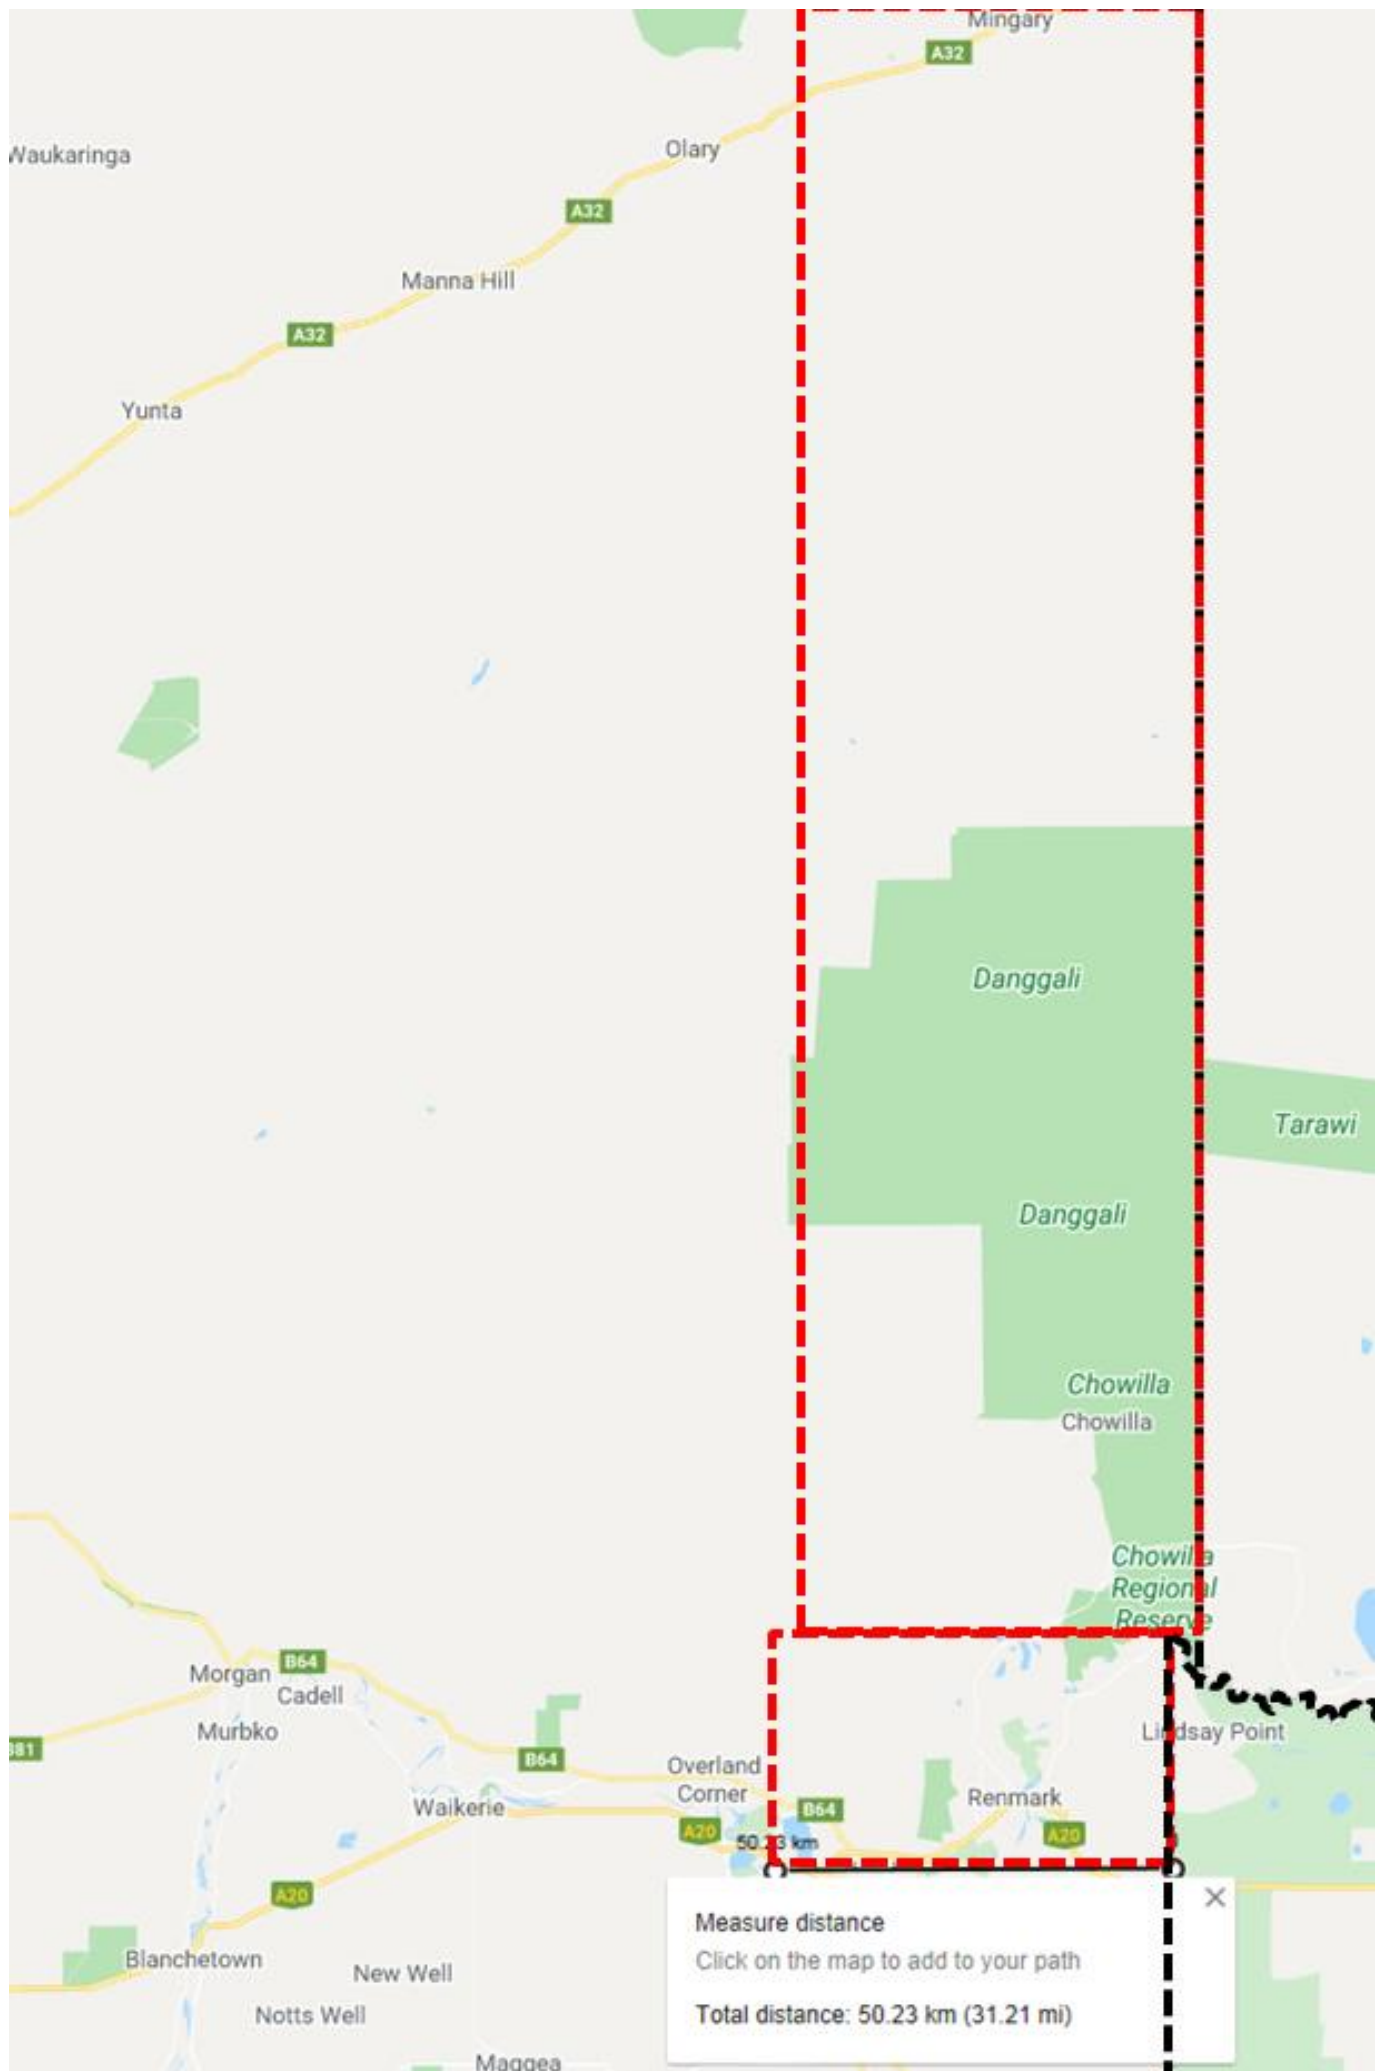 Mingary
A32
Waukaringa
Olary
A32
Manna Hill
A32
Yunta
Danggali
Tarawi
Danggali
Chowilla
Chowilla
Chowilla
Regional
Reserve
Morgan
B64
Cadell
Murbko
Lindsay Point
B81
B64
Overland
Corner
Renmark
Waikerie
B64
A20
A20
50.23 km
A20
Measure distance
Blanchetown
Click on the map to add to your path
New Well
Notts Well
Total distance: 50.23 km (31.21 mi)
Maggea